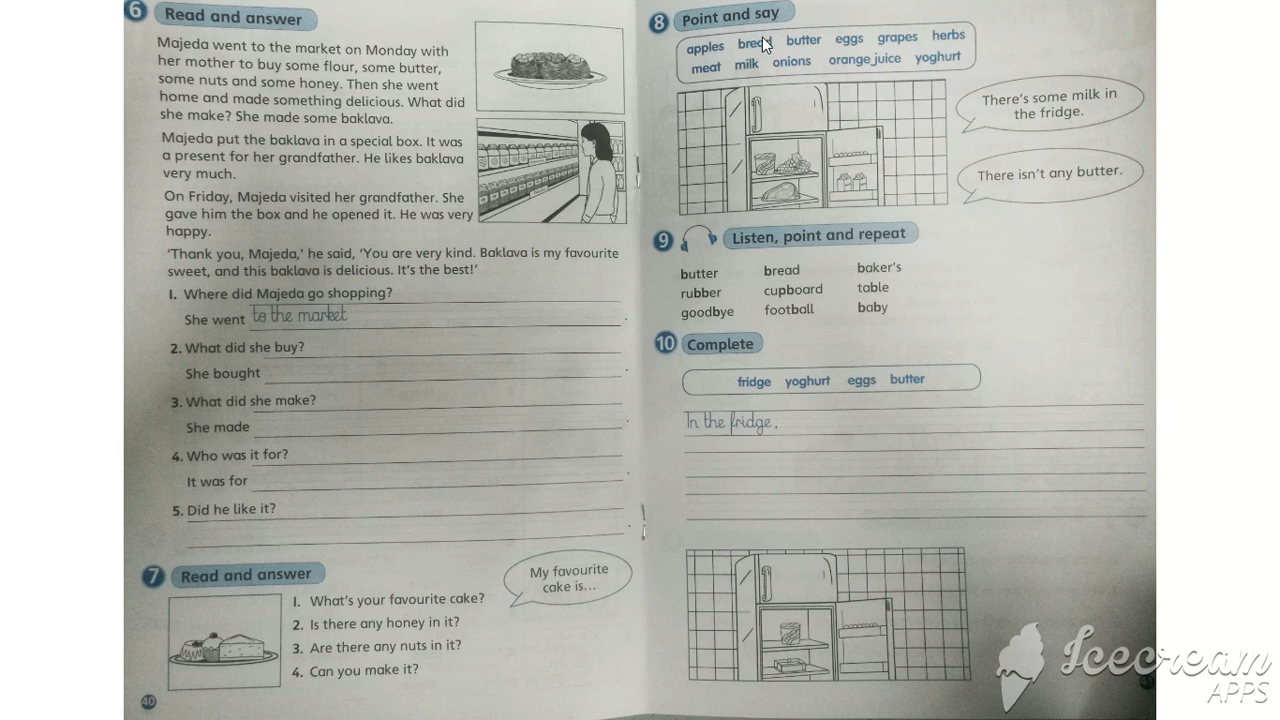 6 Read and answer
Majeda went to the market on Monday with
her mother to buy some flour, some butter,
some nuts and some honey. Then she went
home and made something delicious. What did
she make? She made some baklava.
Majeda put the baklava in a special box. It was
a present for her grandfather. He likes baklava
very much.
On Friday, Majeda visited her grandfather. She
gave him the box and he opened it. He was very
happy.
'Thank you, Majeda,' he said, 'You are very kind. Baklava is my favourite
sweet, and this baklava is delicious. It's the best!'
1. Where did Majeda go shopping?
She went to the market.
2. What did she buy?
She bought .
3. What did she make?
She made .
4. Who was it for?
It was for .
5. Did he like it?
.
7 Read and answer
My favourite
cake is...
1. What's your favourite cake?
2. Is there any honey in it?
3. Are there any nuts in it?
4. Can you make it?
40
8 Point and say
apples bread butter eggs grapes herbs
meat milk onions orange juice yoghurt
There's some milk in
the fridge.
There isn't any butter.
9 Listen, point and repeat
butter bread baker's
rubber cupboard table
goodbye football baby
10 Complete
fridge yoghurt eggs butter
In the fridge,
Icecream
APPS